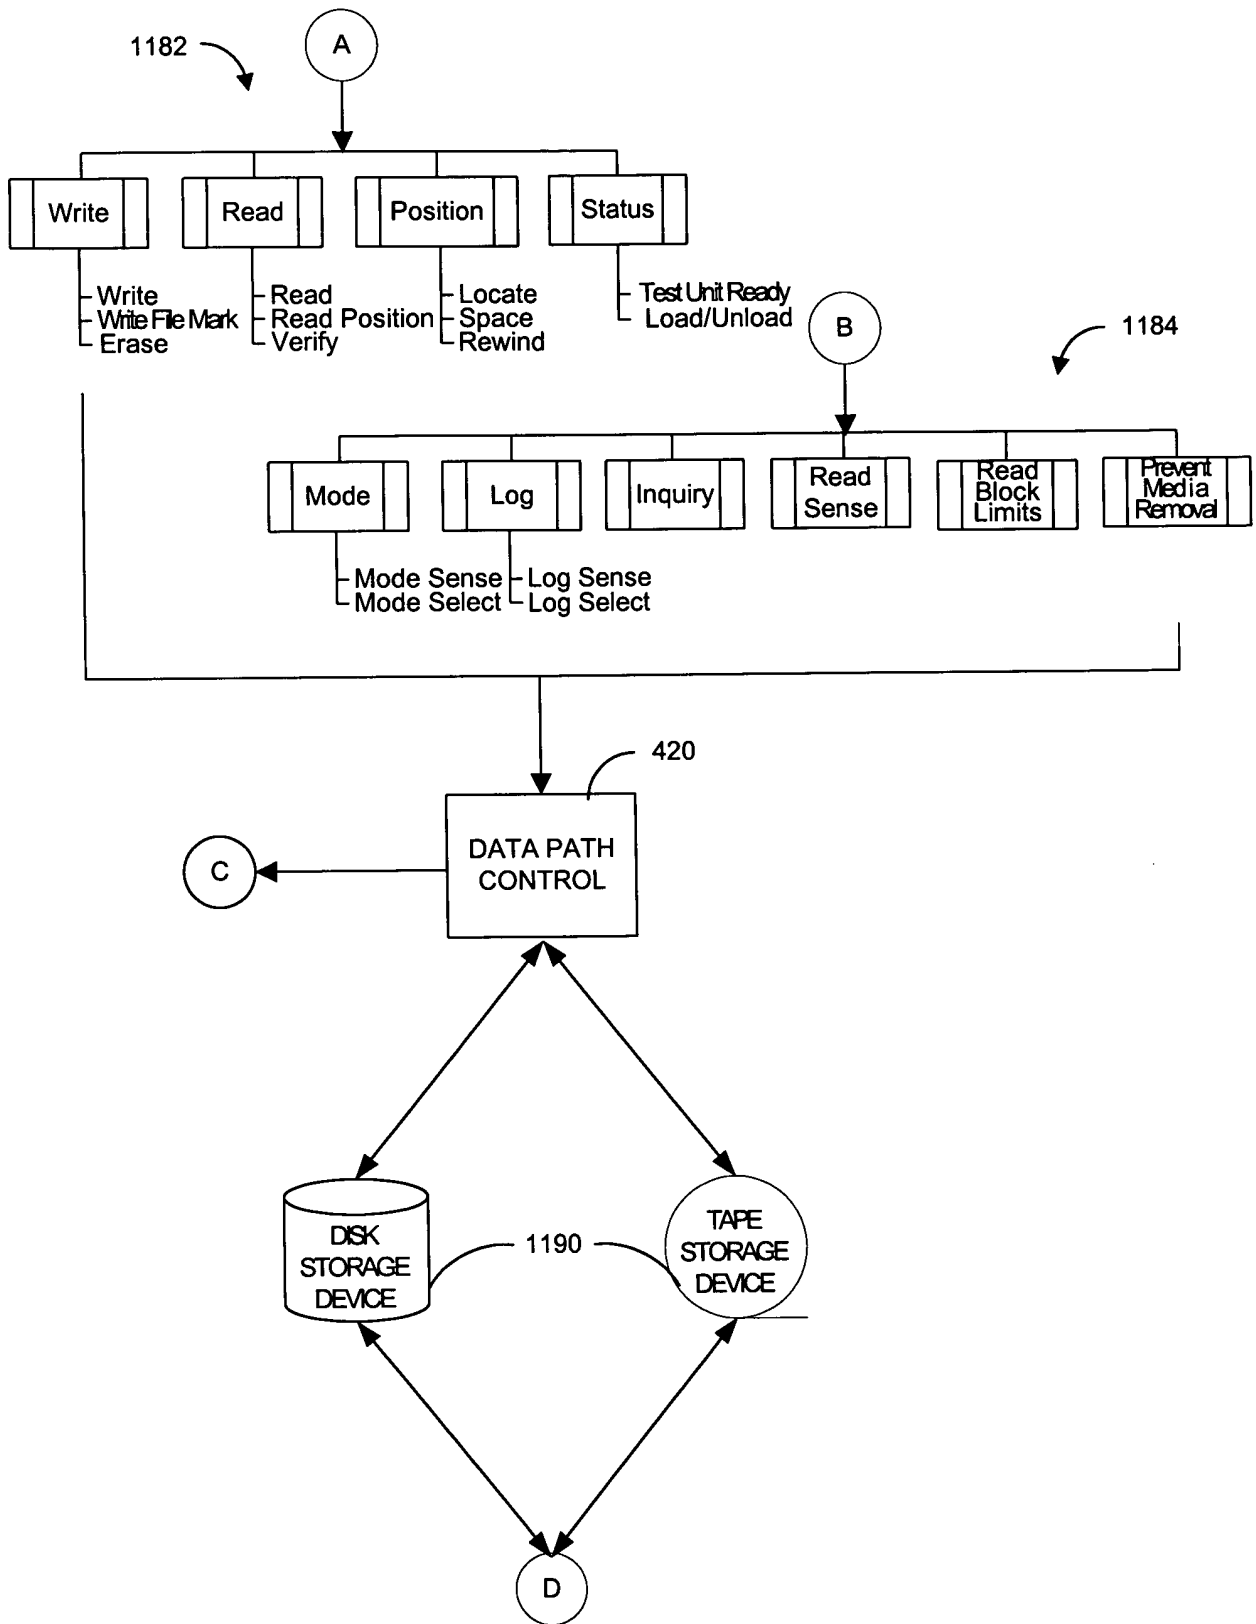 1182
A
Write
Read
Position
Status
Write
Write File Mark
Erase
Read
Read Position
Verify
Locate
Space
Rewind
Test Unit Ready
Load/Unload
B
1184
Mode
Log
Inquiry
Read
Sense
Read
Block
Limits
Prevent
Media
Removal
Mode Sense
Mode Select
Log Sense
Log Select
420
DATA PATH
CONTROL
C
DISK
STORAGE
DEVICE
1190
TAPE
STORAGE
DEVICE
D